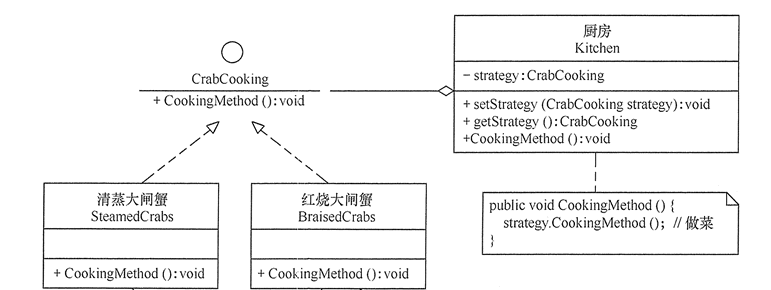 CrabCooking
+ CookingMethod():void
厨房
Kitchen
- strategy:CrabCooking
+ setStrategy(CrabCooking strategy):void
+ getStrategy():CrabCooking
+CookingMethod():void
清蒸大闸蟹
SteamedCrabs
+ CookingMethod():void
红烧大闸蟹
BraisedCrabs
+ CookingMethod():void
public void CookingMethod() {
strategy.CookingMethod(); // 做菜
}